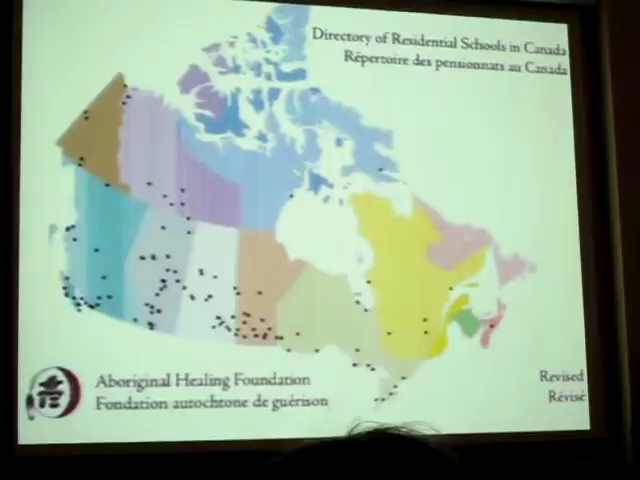 Directory of Residential Schools in Canada
Répertoire des pensionnats au Canada
Aboriginal Healing Foundation
Fondation autochtone de guérison
Revised
Révisé